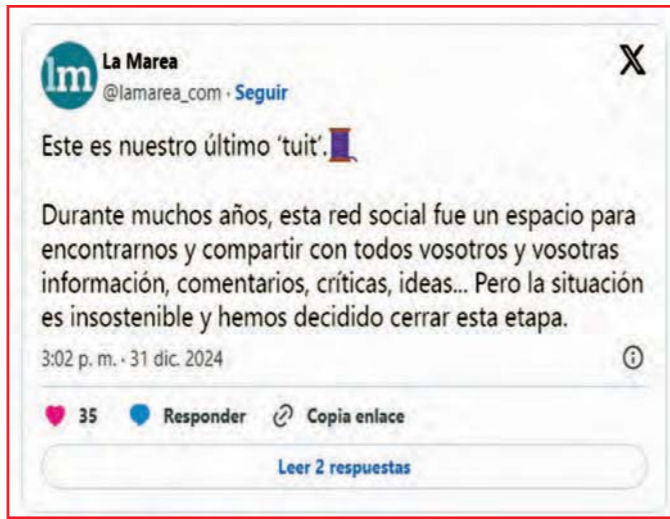 lm
La Marea
@lamarea_com · Seguir
Este es nuestro último ‘tuit’.
Durante muchos años, esta red social fue un espacio para
encontrarnos y compartir con todos vosotros y vosotras
información, comentarios, críticas, ideas... Pero la situación
es insostenible y hemos decidido cerrar esta etapa.
3:02 p. m. · 31 dic. 2024
35 Responder Copia enlace
Leer 2 respuestas